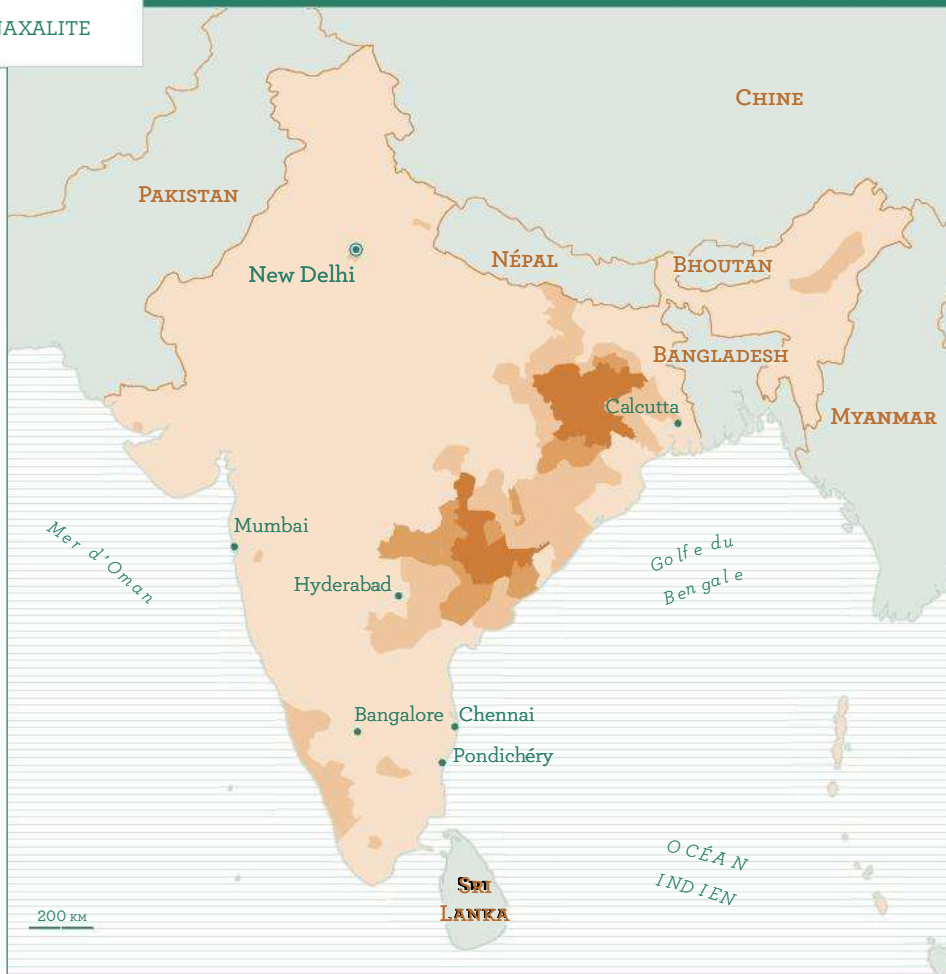 NAXALITE
CHINE
PAKISTAN
NÉPAL
BHOUTAN
New Delhi
BANGLADESH
Calcutta
MYANMAR
Mumbai
Mer d'Oman
Golfe du
Bengale
Hyderabad
Bangalore
Chennai
Pondichéry
OCÉAN
INDIEN
SRI
LANKA
200 KM